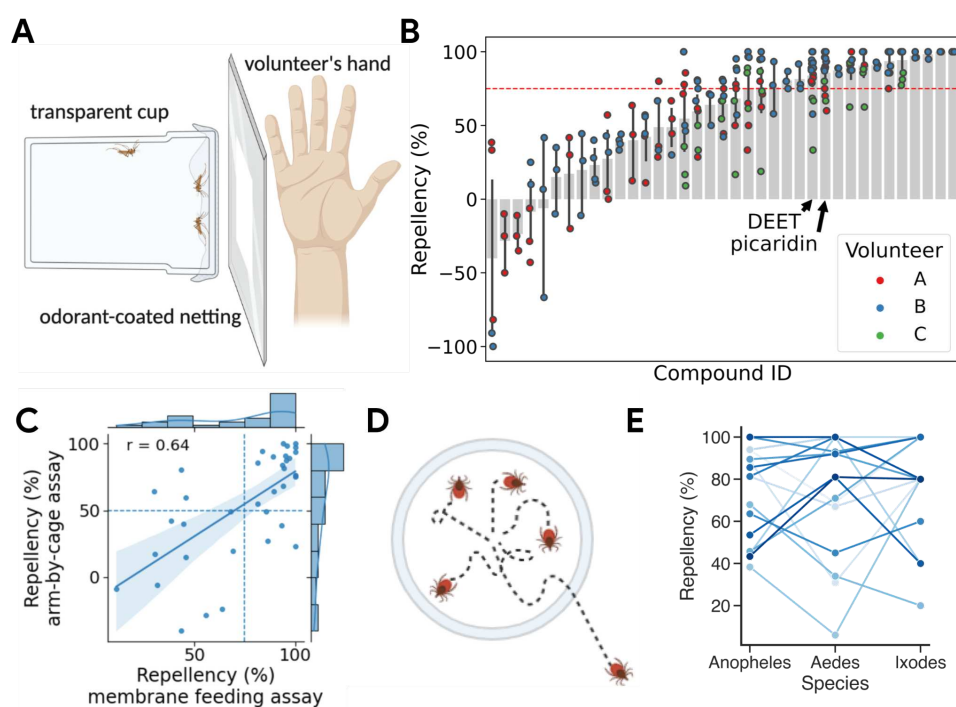 A
transparent cup
volunteer's hand
odorant-coated netting
B
Repellency (%)
100
50
0
−50
−100
DEET
picaridin
Volunteer
A
B
C
Compound ID
C
r = 0.64
Repellency (%)
arm-by-cage assay
100
50
0
50
100
Repellency (%)
membrane feeding assay
D
E
Repellency (%)
100
80
60
40
20
Anopheles Aedes Ixodes
Species